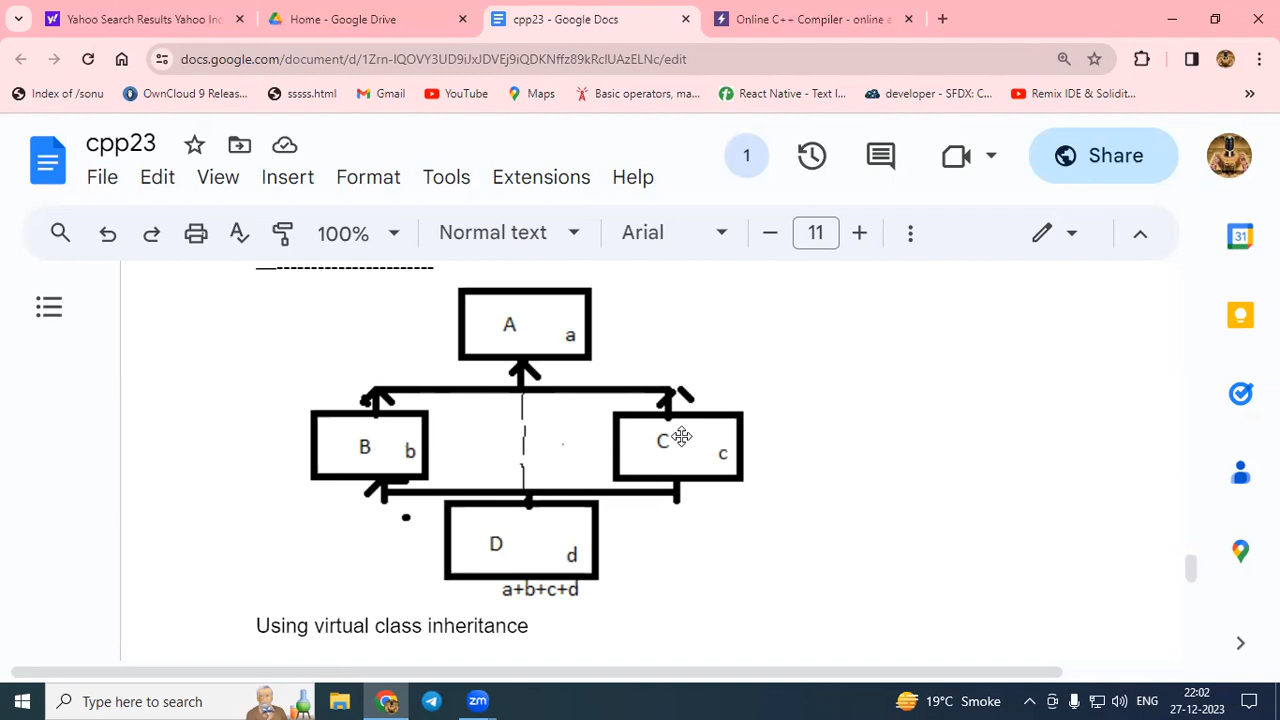 Yahoo Search Results Yahoo Ind
Home - Google Drive
cpp23 - Google Docs
Online C++ Compiler - online e
docs.google.com/document/d/1Zrn-IQOVY3UD9iJxJDVEj9iQDKNffz89kRcIUAzELNc/edit
Index of /sonu
OwnCloud 9 Releas...
sssss.html
Gmail
YouTube
Maps
Basic operators, ma...
React Native - Text I...
developer - SFDX: C...
Remix IDE & Solidit...
cpp23
1
Share
File Edit View Insert Format Tools Extensions Help
100% Normal text Arial 11
—-----------------------
A a
B b
C c
D d
a+b+c+d
Using virtual class inheritance
31
Type here to search
19°C Smoke
ENG
22:02
27-12-2023